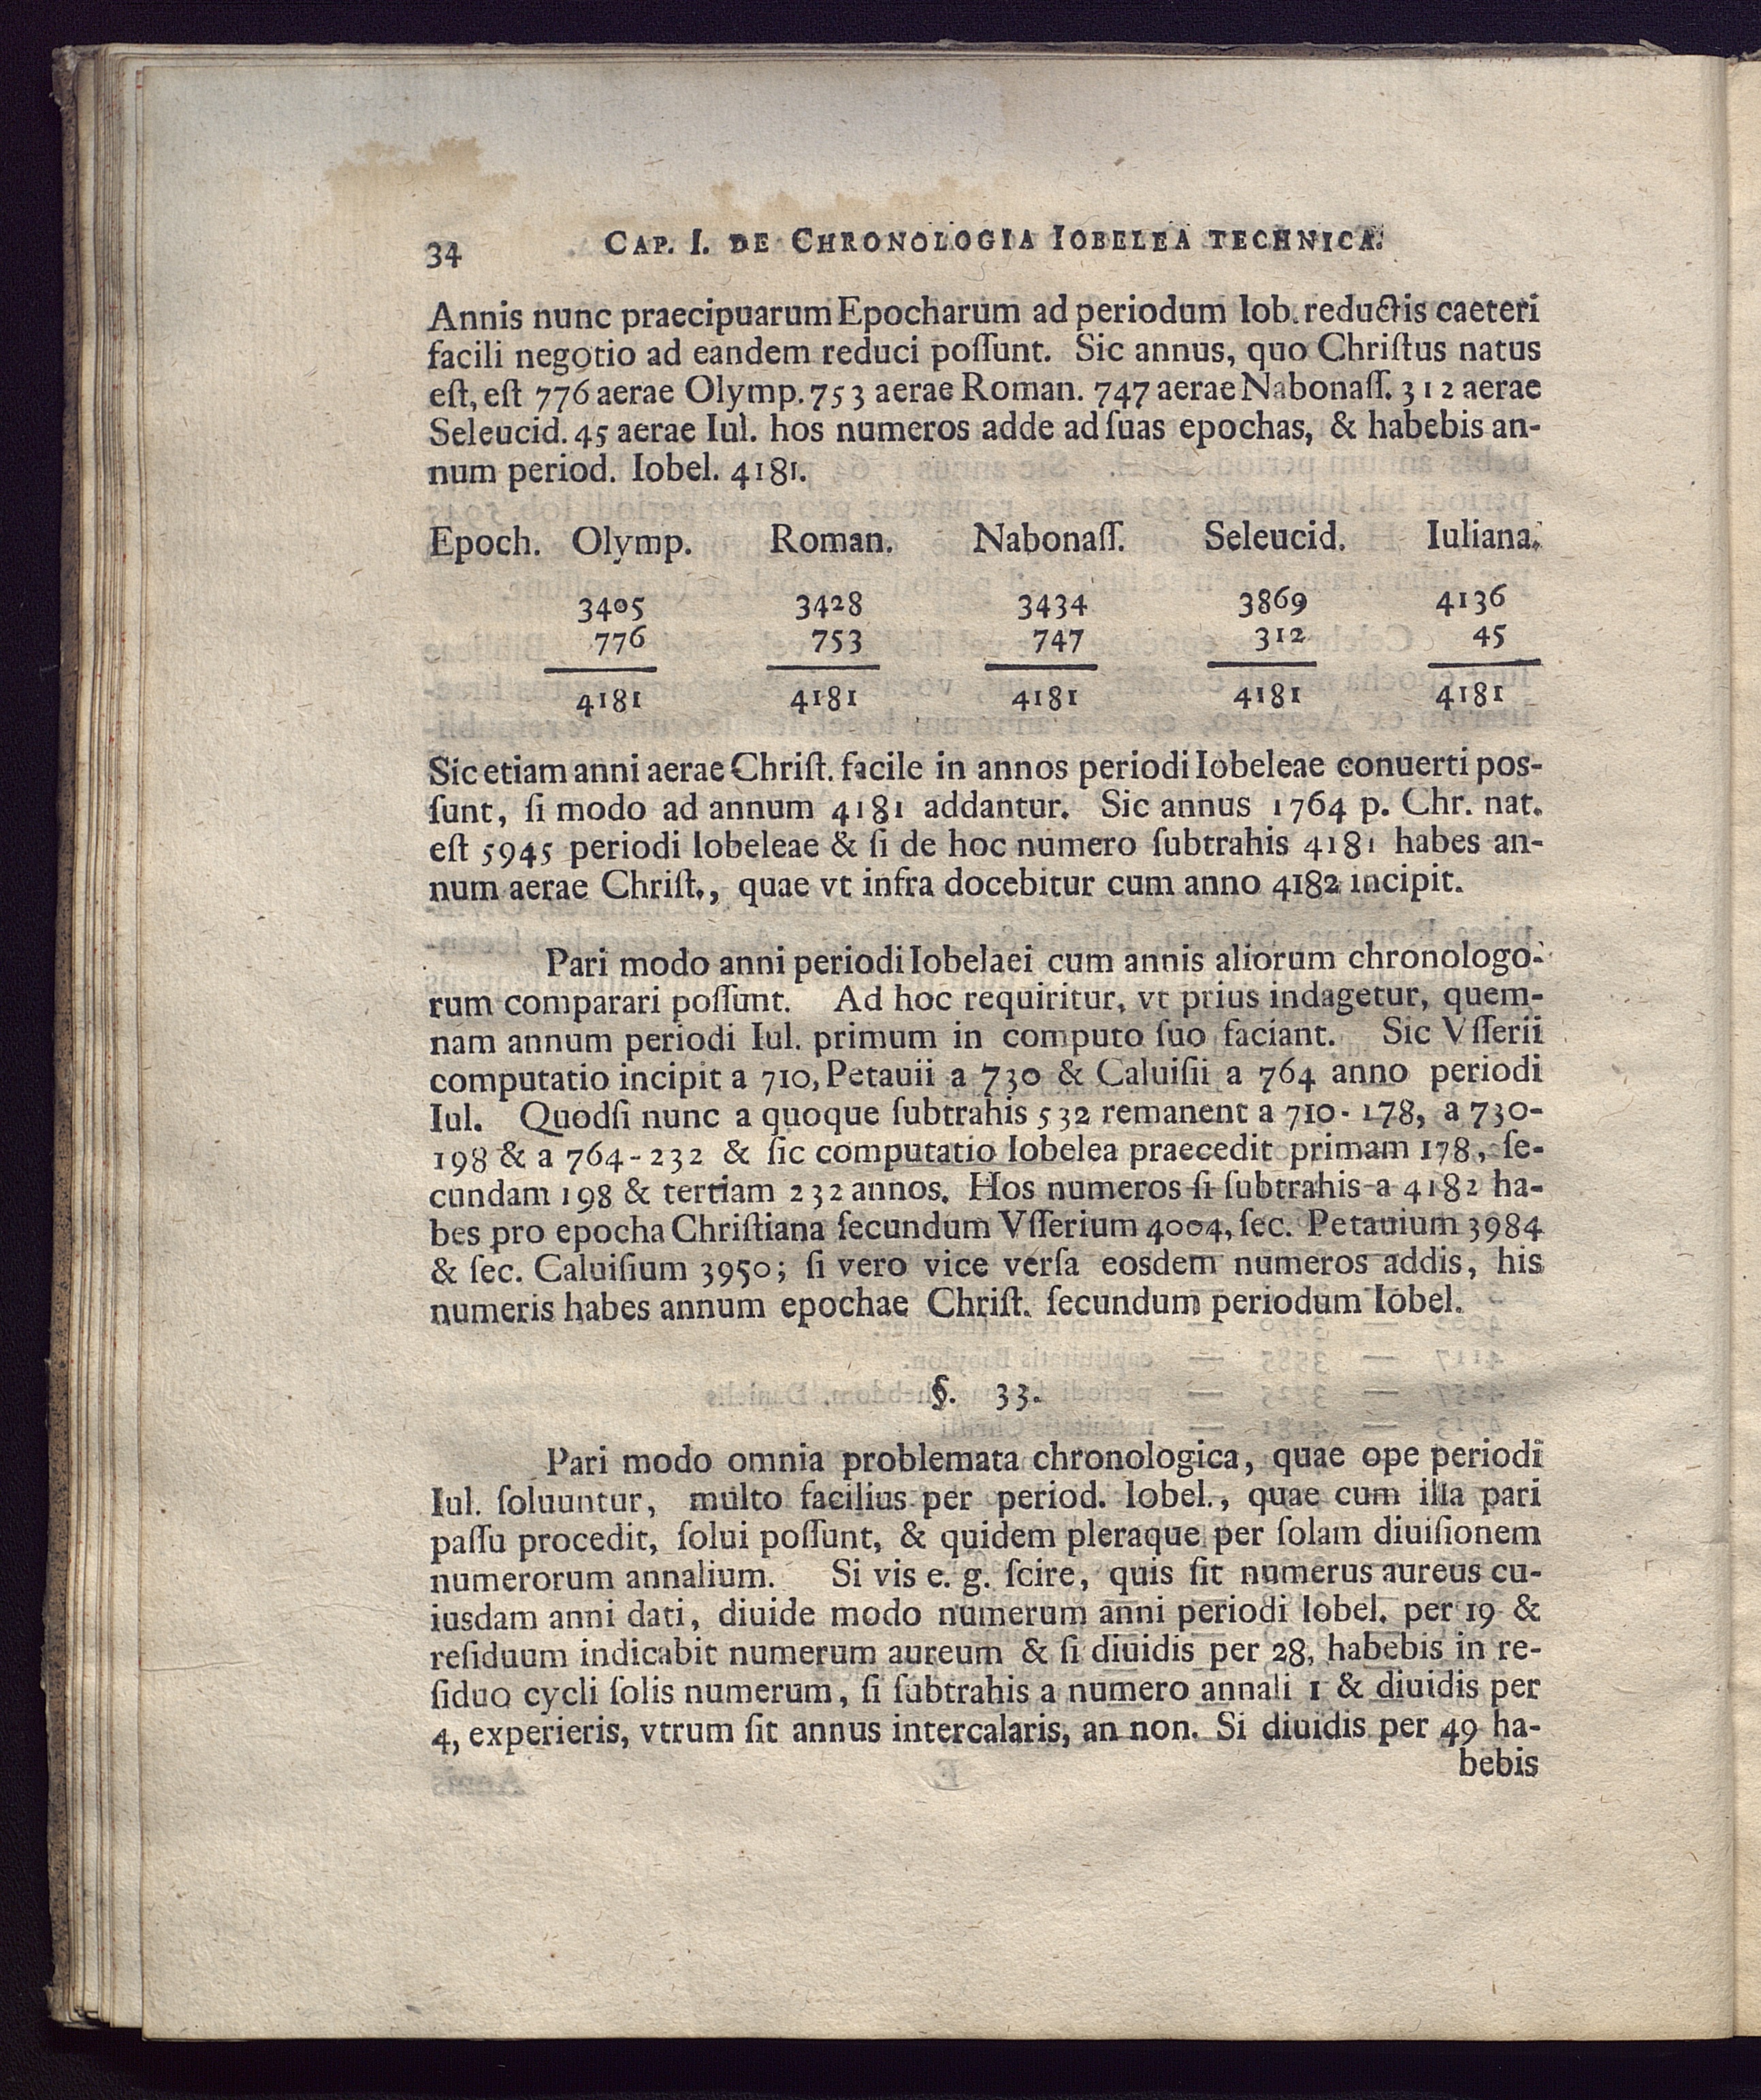 34 CAP. I. DE CHRONOLOGIA IOBELEA TECHNICA.
Annis nunc praecipuarum Epocharum ad periodum Iob. reductis caeteri
facili negotio ad eandem reduci poſſunt. Sic annus, quo Chriſtus natus
eſt, eſt 776 aerae Olymp. 753 aerae Roman. 747 aerae Nabonaſſ. 312 aerae
Seleucid. 45 aerae Iul. hos numeros adde ad ſuas epochas, & habebis an-
num period. Iobel. 4181.
Epoch. Olymp. Roman. Nabonaſſ. Seleucid. Iuliana.
3405 3428 3434 3869 4136
776 753 747 312 45
4181 4181 4181 4181 4181
Sic etiam anni aerae Chriſt. facile in annos periodi Iobeleae conuerti pos-
ſunt, ſi modo ad annum 4181 addantur. Sic annus 1764 p. Chr. nat.
eſt 5945 periodi Iobeleae & ſi de hoc numero ſubtrahis 4181 habes an-
num aerae Chriſt., quae vt infra docebitur cum anno 4182 incipit.
Pari modo anni periodi Iobelaei cum annis aliorum chronologo-
rum comparari poſſunt. Ad hoc requiritur, vt prius indagetur, quem-
nam annum periodi Iul. primum in computo ſuo faciant. Sic Vſſerii
computatio incipit a 710, Petauii a 730 & Caluiſii a 764 anno periodi
Iul. Quodſi nunc a quoque ſubtrahis 532 remanent a 710 - 178, a 730-
198 & a 764 - 232 & ſic computatio Iobelea praecedit primam 178, ſe-
cundam 198 & tertiam 232 annos. Hos numeros ſi ſubtrahis a 4182 ha-
bes pro epocha Chriſtiana ſecundum Vſſerium 4004, ſec. Petauium 3984
& ſec. Caluiſium 3950; ſi vero vice verſa eosdem numeros addis, his
numeris habes annum epochae Chriſt. ſecundum periodum Iobel.
§. 33.
Pari modo omnia problemata chronologica, quae ope periodi
Iul. ſoluuntur, multo facilius per period. Iobel., quae cum illa pari
paſſu procedit, ſolui poſſunt, & quidem pleraque per ſolam diuiſionem
numerorum annalium. Si vis e. g. ſcire, quis ſit numerus aureus cu-
iusdam anni dati, diuide modo numerum anni periodi Iobel. per 19 &
reſiduum indicabit numerum aureum & ſi diuidis per 28, habebis in re-
ſiduo cycli ſolis numerum, ſi ſubtrahis a numero annali 1 & diuidis per
4, experieris, vtrum ſit annus intercalaris, an non. Si diuidis per 49 ha-
bebis